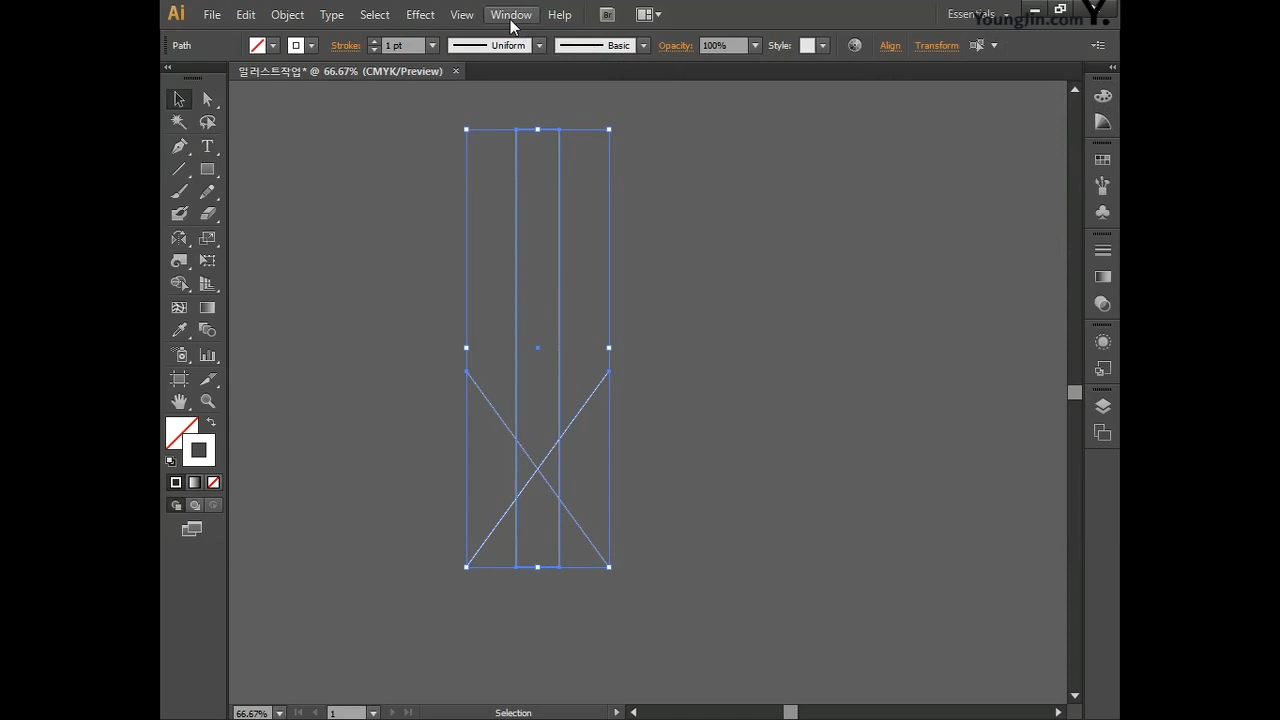 Ai File Edit Object Type Select Effect View Window Help Br Essentials
YoungJin.com Y.
Path Stroke: 1 pt Uniform Basic Opacity: 100% Style: Align Transform
일러스트작업* @ 66.67% (CMYK/Preview) ×
T
66.67% 1 Selection